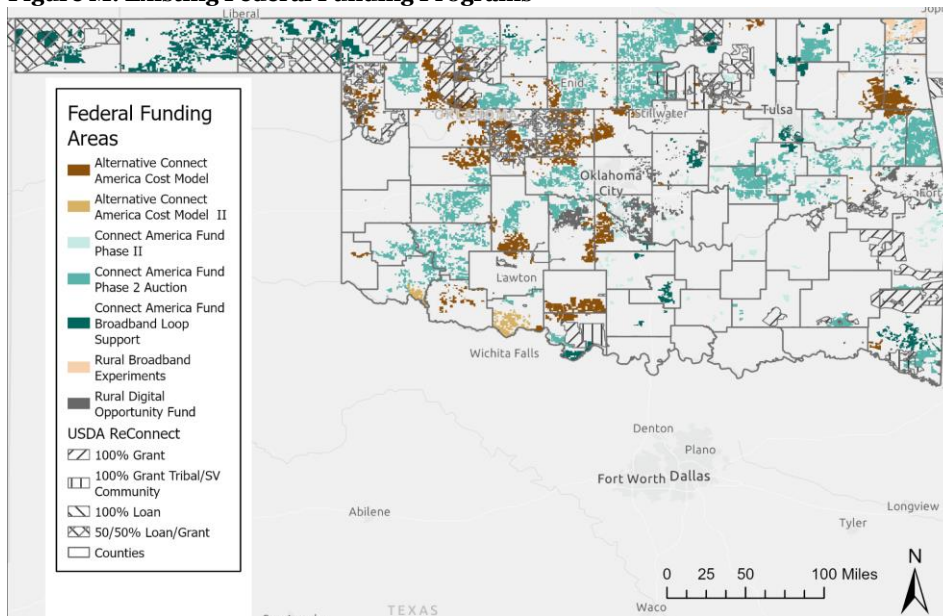 Figure M: Existing Federal Funding Programs
Liberal
Enid
Stillwater
Tulsa
Oklahoma
City
Lawton
Wichita Falls
Denton
Plano
Fort Worth Dallas
Abilene
Longview
Tyler
Waco
TEXAS
Federal Funding
Areas
Alternative Connect
America Cost Model
Alternative Connect
America Cost Model II
Connect America Fund
Phase II
Connect America Fund
Phase 2 Auction
Connect America Fund
Broadband Loop
Support
Rural Broadband
Experiments
Rural Digital
Opportunity Fund
USDA ReConnect
100% Grant
100% Grant Tribal/SV
Community
100% Loan
50/50% Loan/Grant
Counties
N
0 25 50 100 Miles